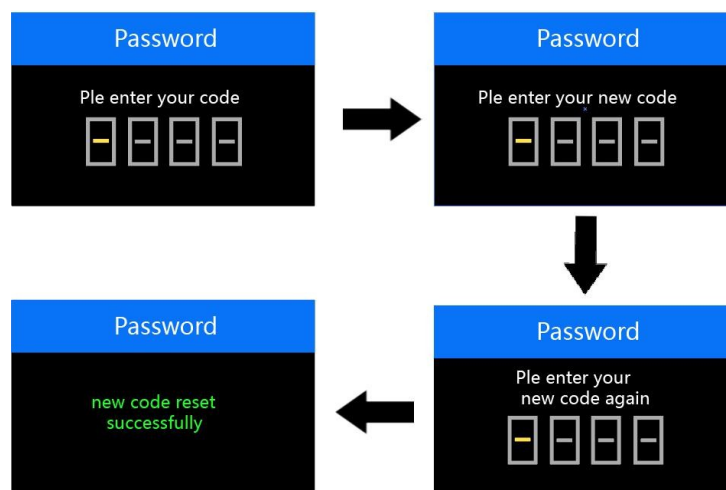 Password
Ple enter your code
Password
Ple enter your new code
Password
Ple enter your
new code again
Password
new code reset
successfully